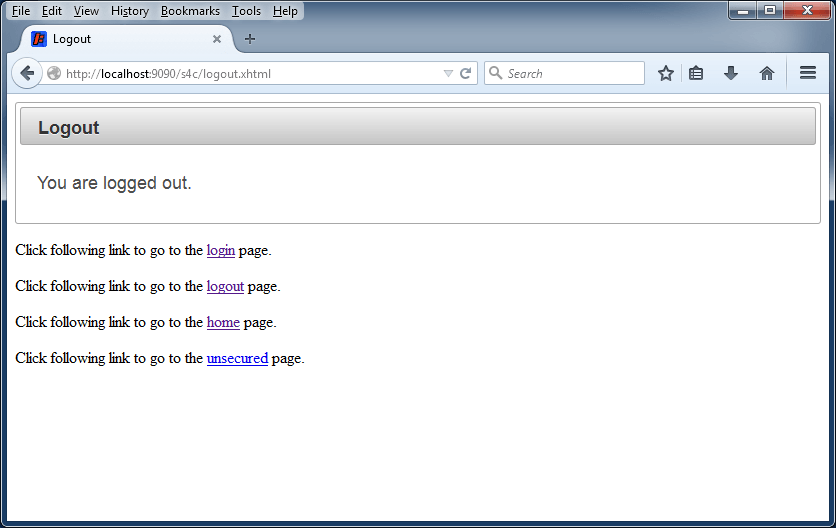 File Edit View History Bookmarks Tools Help
Logout
http://localhost:9090/s4c/logout.xhtml
Search
Logout
You are logged out.
Click following link to go to the login page.
Click following link to go to the logout page.
Click following link to go to the home page.
Click following link to go to the unsecured page.